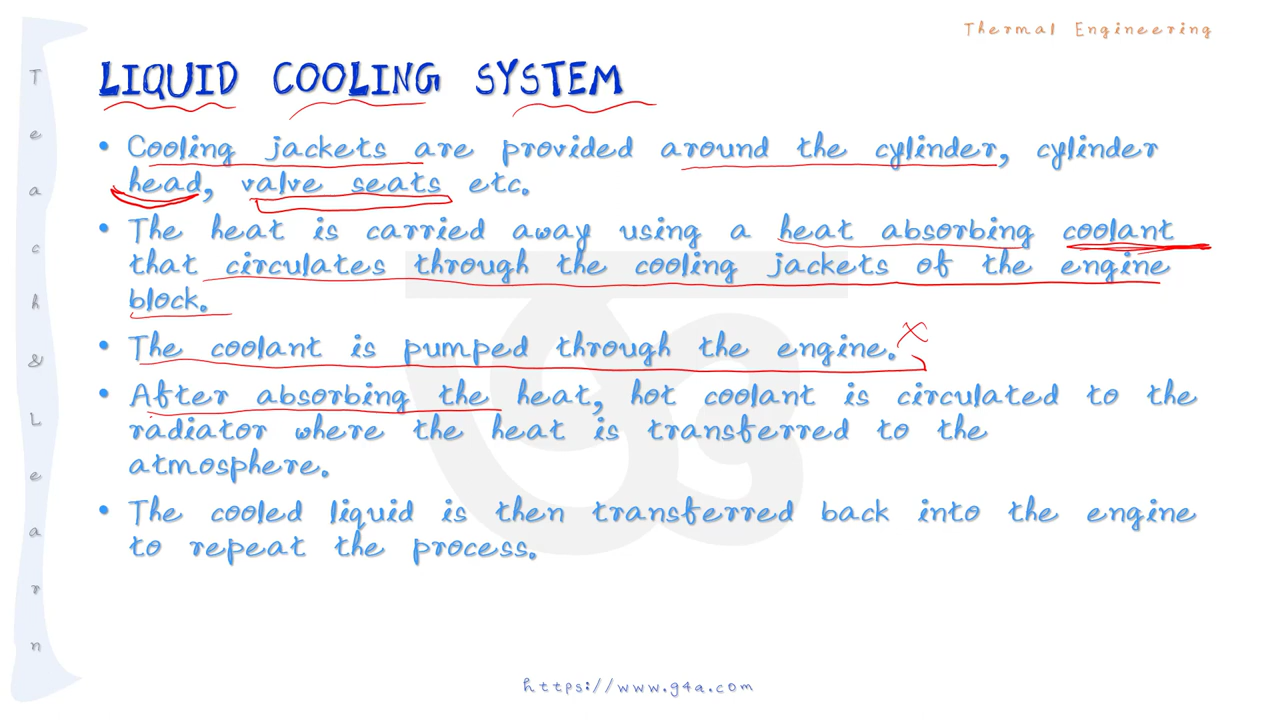 Thermal Engineering
LIQUID COOLING SYSTEM
• Cooling jackets are provided around the cylinder, cylinder
head, valve seats etc.
• The heat is carried away using a heat absorbing coolant
that circulates through the cooling jackets of the engine
block.
• The coolant is pumped through the engine.
• After absorbing the heat, hot coolant is circulated to the
radiator where the heat is transferred to the
atmosphere.
• The cooled liquid is then transferred back into the engine
to repeat the process.
Teach&Learn
https://www.g4a.com